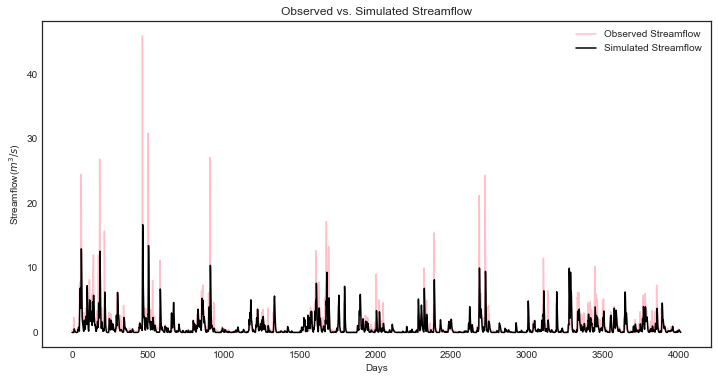 Observed vs. Simulated Streamflow
Observed Streamflow
Simulated Streamflow
40
30
20
10
0
Streamflow(m³/s)
0 500 1000 1500 2000 2500 3000 3500 4000
Days